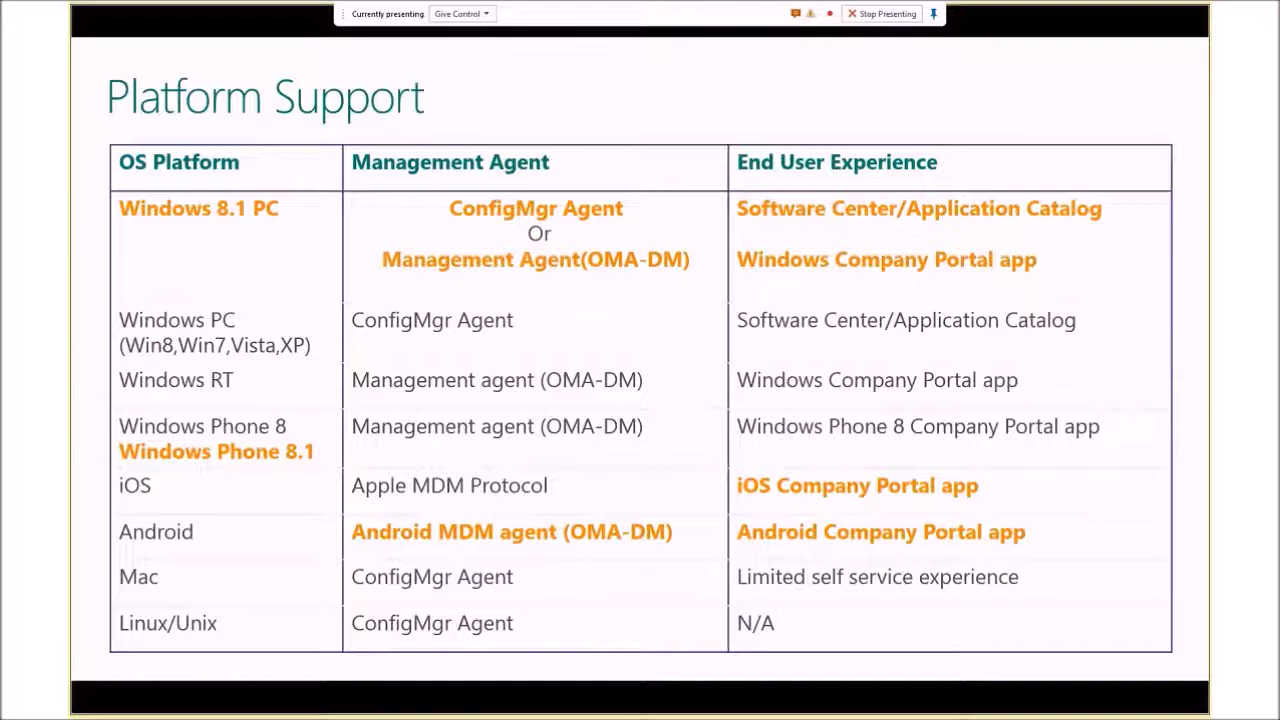 Currently presenting Give Control Stop Presenting
Platform Support
OS Platform Management Agent End User Experience
Windows 8.1 PC ConfigMgr Agent Software Center/Application Catalog
Or
Management Agent(OMA-DM) Windows Company Portal app
Windows PC ConfigMgr Agent Software Center/Application Catalog
(Win8,Win7,Vista,XP)
Windows RT Management agent (OMA-DM) Windows Company Portal app
Windows Phone 8 Management agent (OMA-DM) Windows Phone 8 Company Portal app
Windows Phone 8.1
iOS Apple MDM Protocol iOS Company Portal app
Android Android MDM agent (OMA-DM) Android Company Portal app
Mac ConfigMgr Agent Limited self service experience
Linux/Unix ConfigMgr Agent N/A